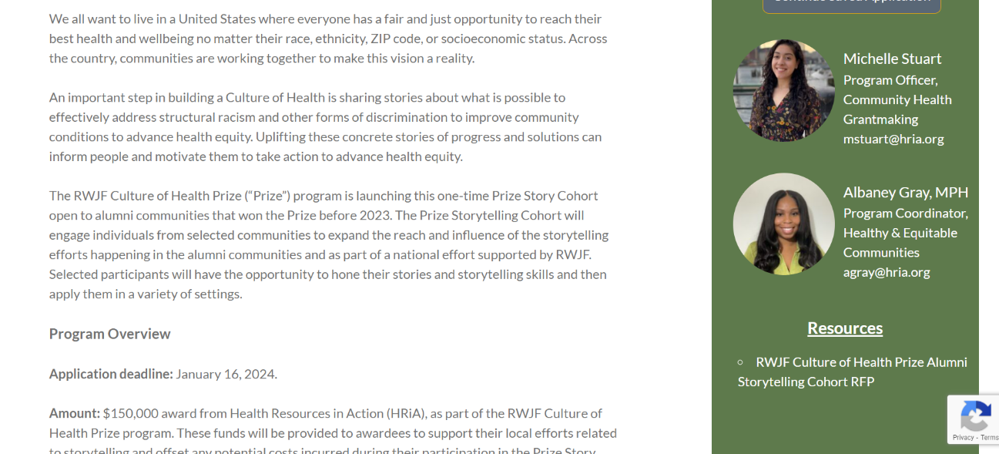 We all want to live in a United States where everyone has a fair and just opportunity to reach their
best health and wellbeing no matter their race, ethnicity, ZIP code, or socioeconomic status. Across
the country, communities are working together to make this vision a reality.
An important step in building a Culture of Health is sharing stories about what is possible to
effectively address structural racism and other forms of discrimination to improve community
conditions to advance health equity. Uplifting these concrete stories of progress and solutions can
inform people and motivate them to take action to advance health equity.
The RWJF Culture of Health Prize (“Prize”) program is launching this one-time Prize Story Cohort
open to alumni communities that won the Prize before 2023. The Prize Storytelling Cohort will
engage individuals from selected communities to expand the reach and influence of the storytelling
efforts happening in the alumni communities and as part of a national effort supported by RWJF.
Selected participants will have the opportunity to hone their stories and storytelling skills and then
apply them in a variety of settings.
Program Overview
Application deadline: January 16, 2024.
Amount: $150,000 award from Health Resources in Action (HRiA), as part of the RWJF Culture of
Health Prize program. These funds will be provided to awardees to support their local efforts related
to storytelling and offset any potential costs incurred during their participation in the Prize Story
Continue Saved Application
Michelle Stuart
Program Officer,
Community Health
Grantmaking
mstuart@hria.org
Albaney Gray, MPH
Program Coordinator,
Healthy & Equitable
Communities
agray@hria.org
Resources
RWJF Culture of Health Prize Alumni
Storytelling Cohort RFP
Privacy - Terms